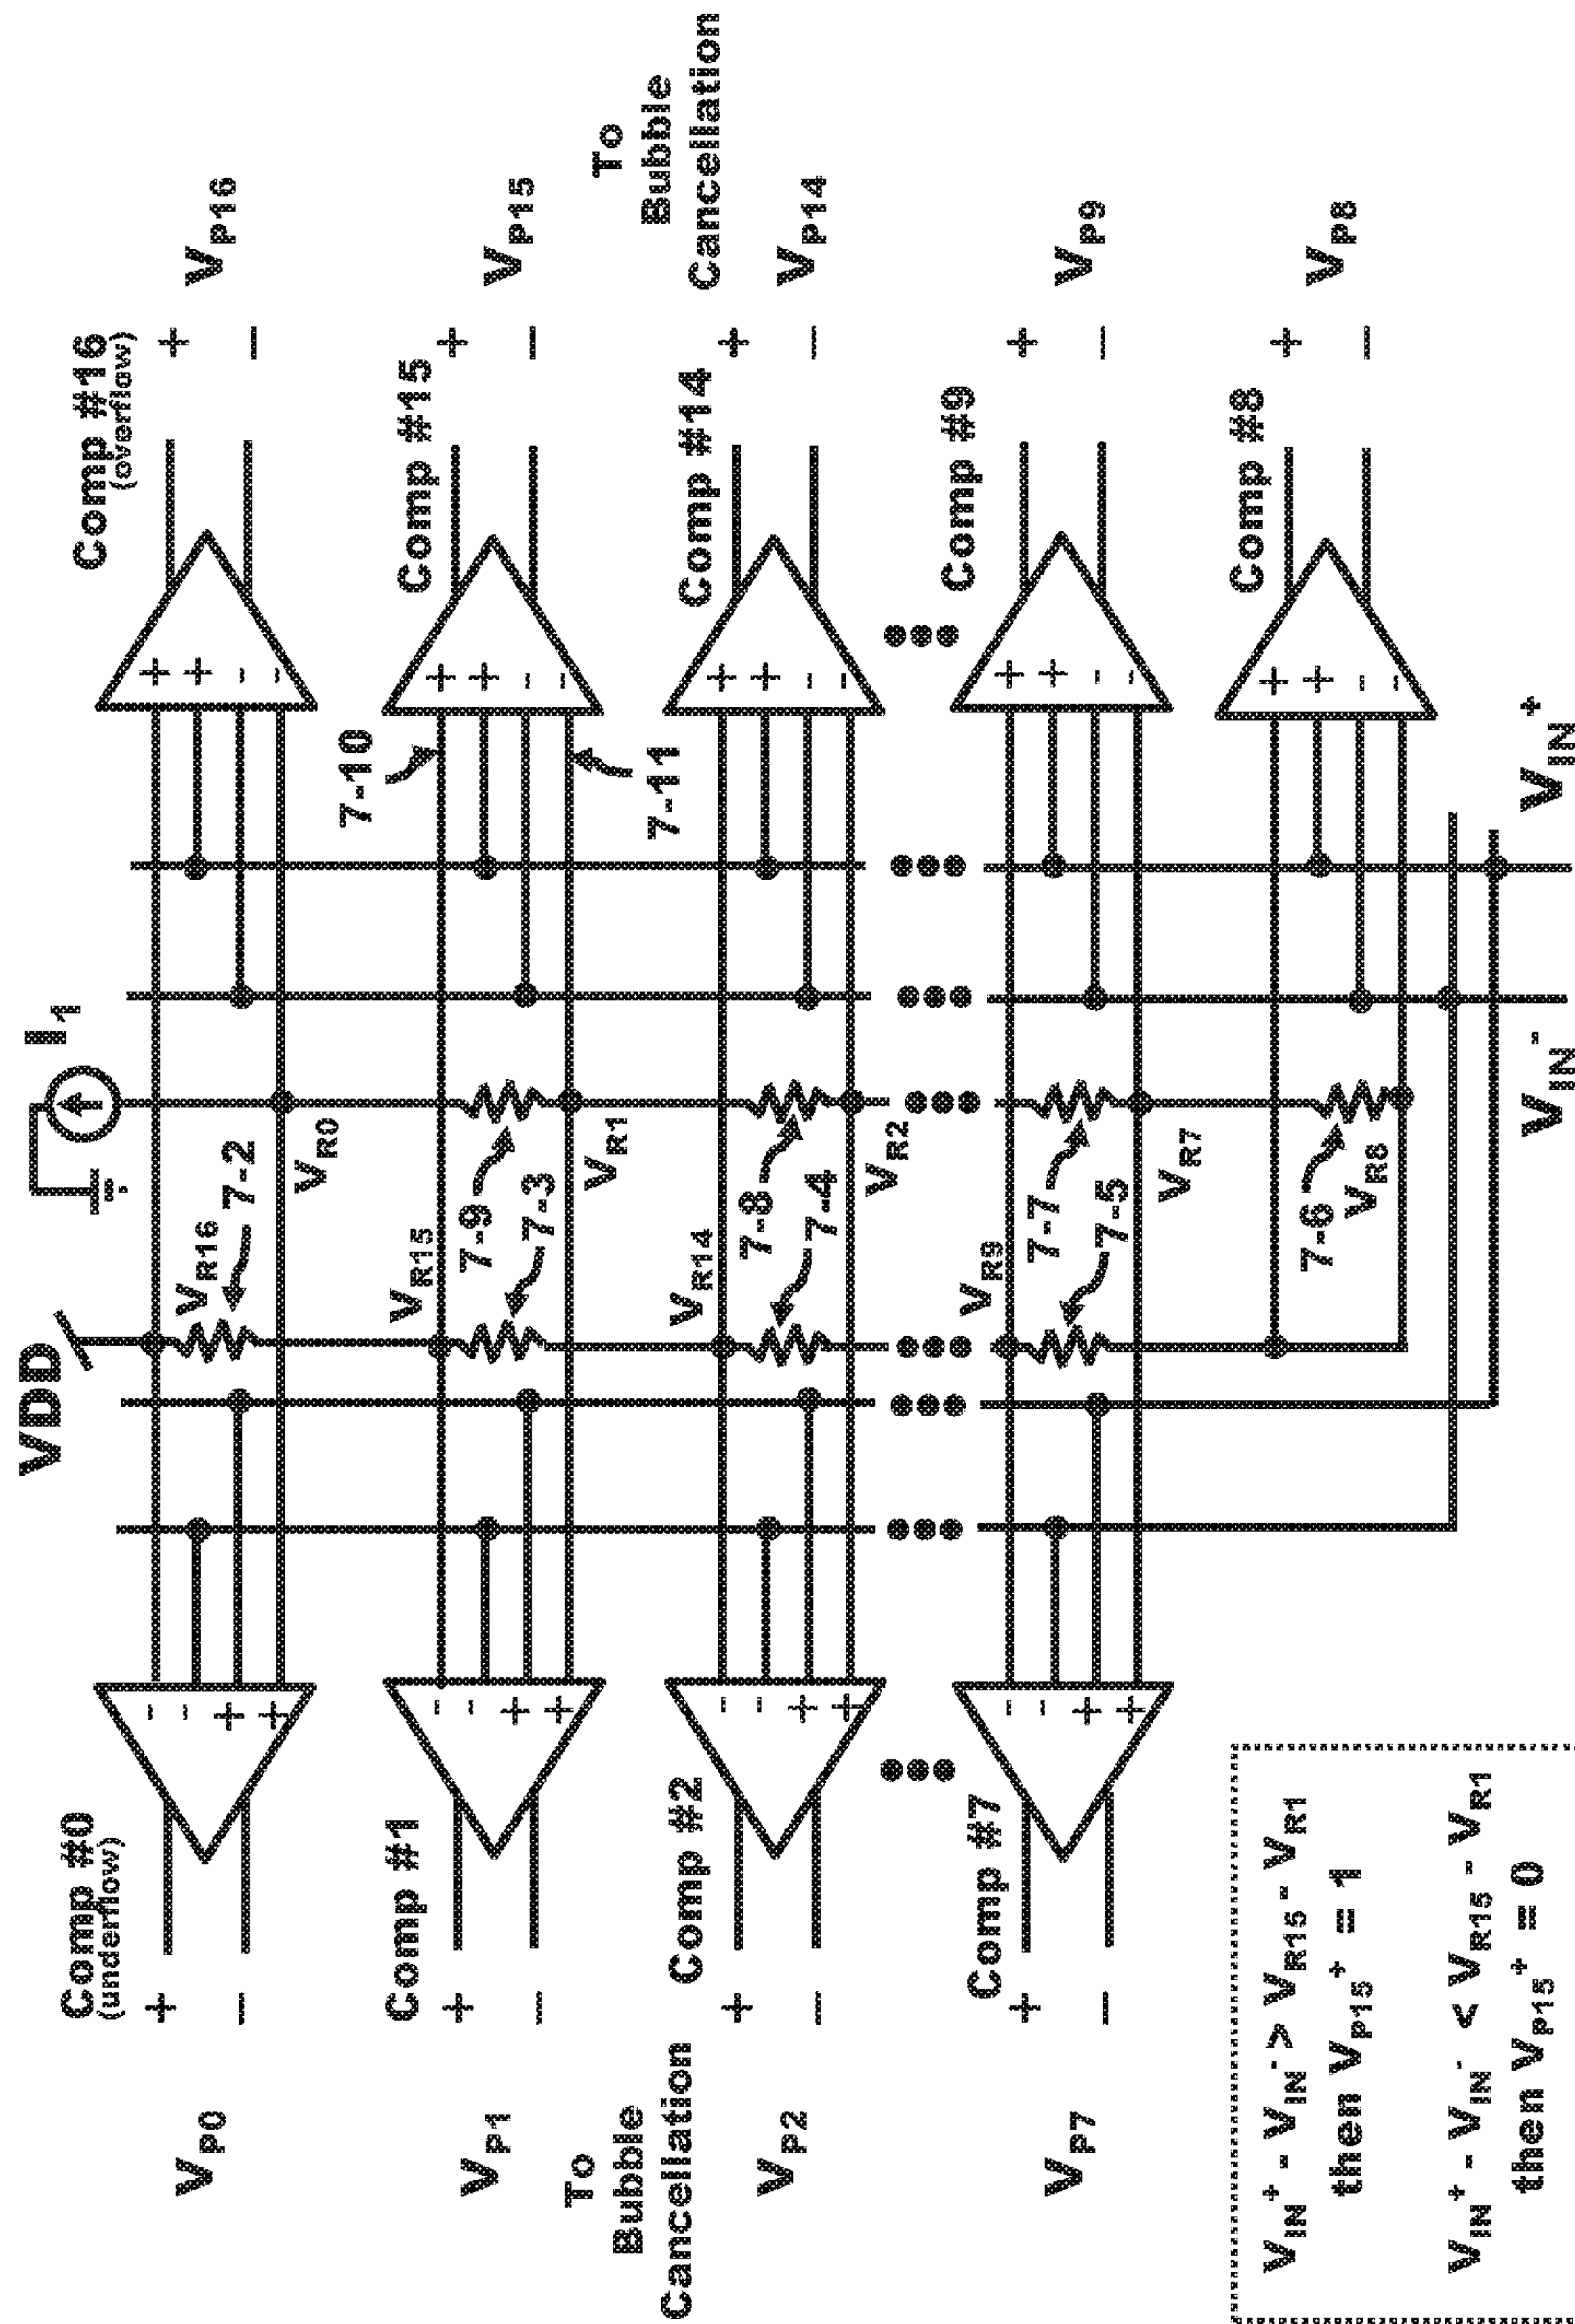 VDD
I1
Comp #0
(underflow)
Comp #16
(overflow)
+
−
VP0
- - + +
VR16
7-2
VR0
+ + - -
+
−
VP16
Comp #1
+
−
VP1
- - + +
VR15
7-9
7-3
VR1
7-10
7-11
+ + - -
Comp #15
+
−
VP15
To
Bubble
Cancellation
To
Bubble
Cancellation
Comp #2
+
−
VP2
- - + +
VR14
7-8
7-4
VR2
+ + - -
Comp #14
+
−
VP14
Comp #7
+
−
VP7
- - + +
VR9
7-7
7-5
VR7
+ + - -
Comp #9
+
−
VP9
7-6
VR8
+ + - -
Comp #8
+
−
VP8
VIN-
VIN+
VIN+ - VIN- > VR15 - VR1
then VP15+ = 1
VIN+ - VIN- < VR15 - VR1
then VP15+ = 0